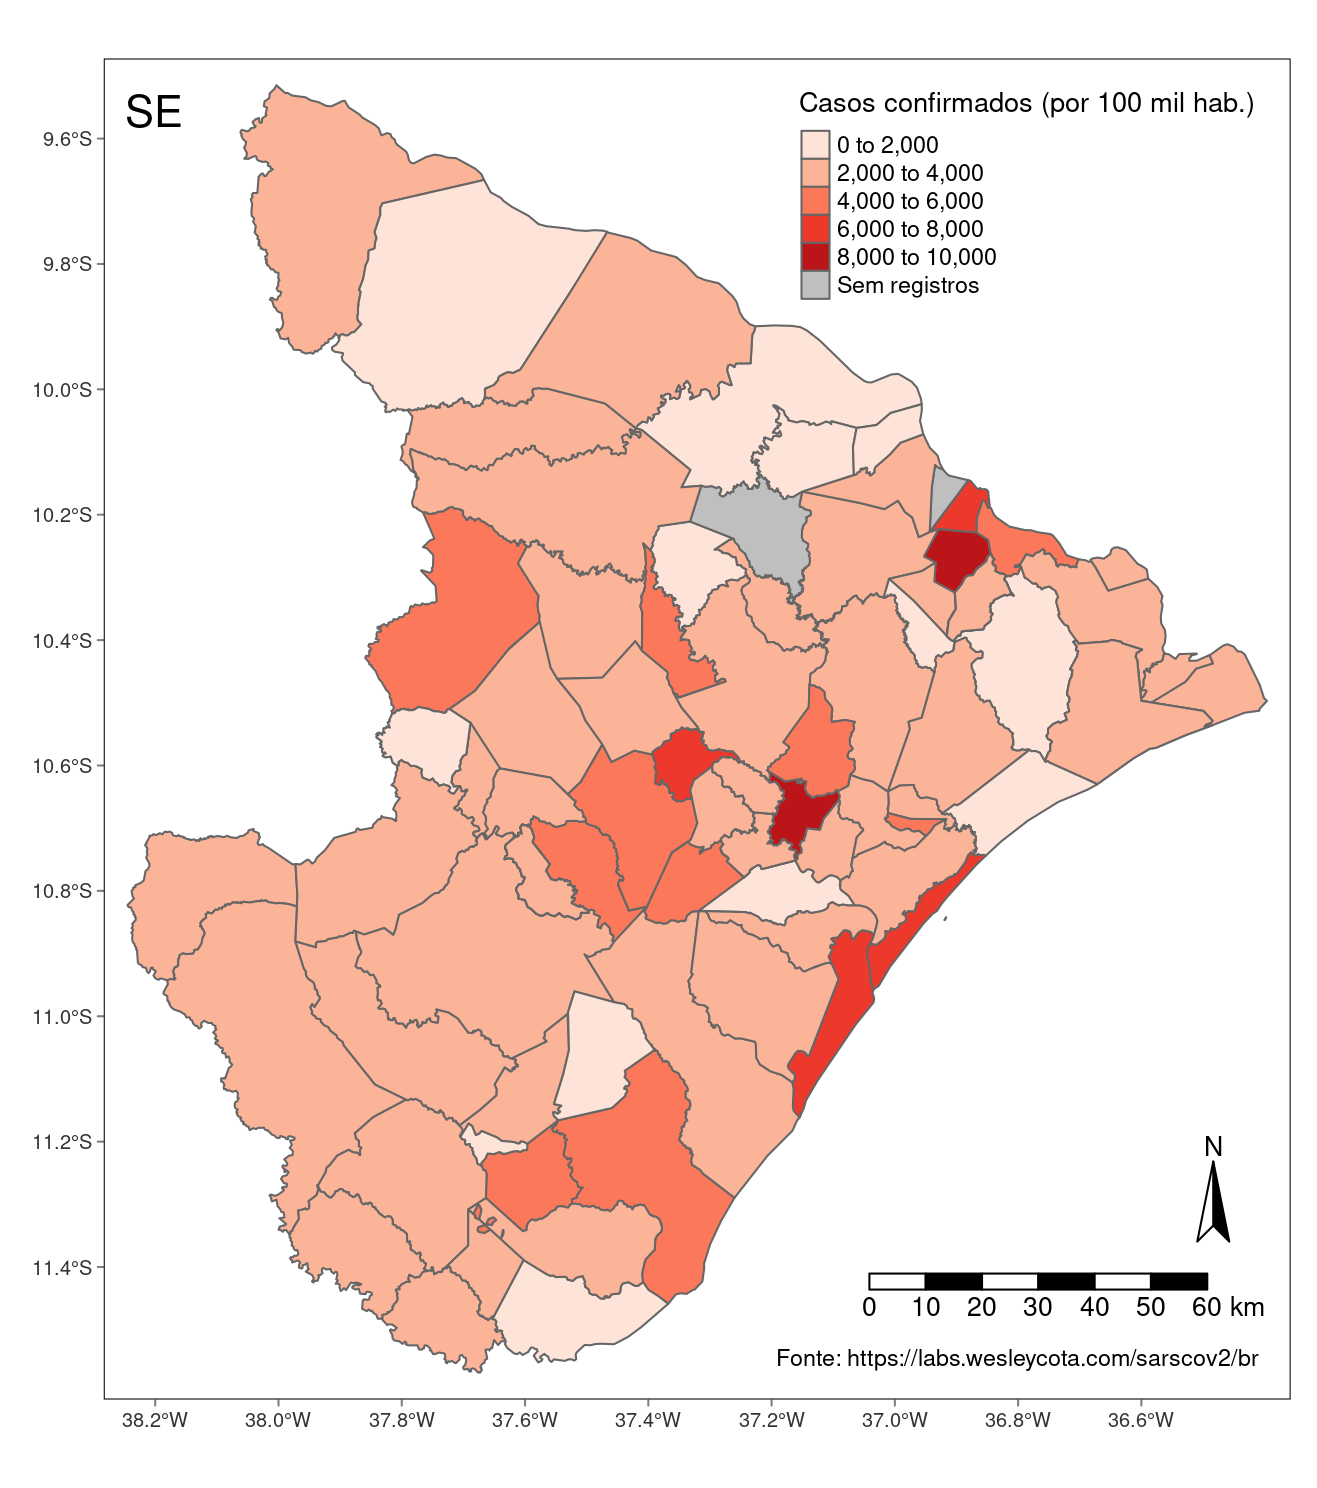 SE
Casos confirmados (por 100 mil hab.)
0 to 2,000
2,000 to 4,000
4,000 to 6,000
6,000 to 8,000
8,000 to 10,000
Sem registros
9.6°S
9.8°S
10.0°S
10.2°S
10.4°S
10.6°S
10.8°S
11.0°S
11.2°S
11.4°S
N
0 10 20 30 40 50 60 km
Fonte: https://labs.wesleycota.com/sarscov2/br
38.2°W 38.0°W 37.8°W 37.6°W 37.4°W 37.2°W 37.0°W 36.8°W 36.6°W